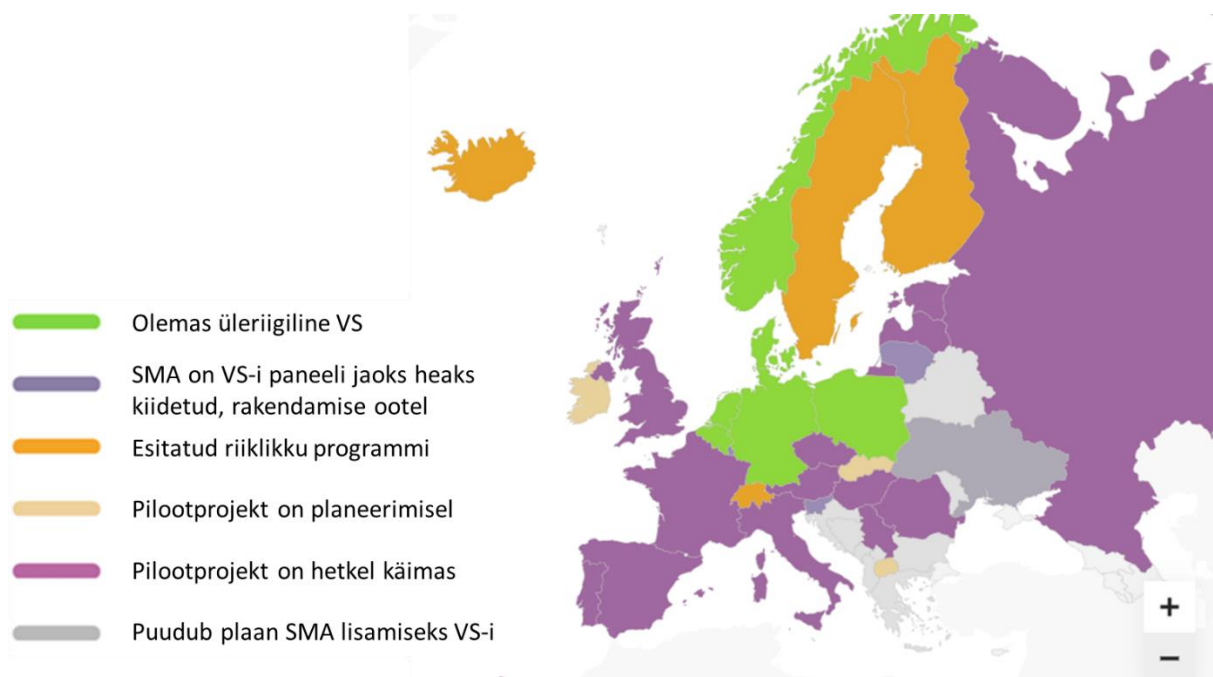 Olemas üleriigiline VS
SMA on VS-i paneeli jaoks heaks
kiidetud, rakendamise ootel
Esitatud riiklikku programmi
Pilootprojekt on planeerimisel
Pilootprojekt on hetkel käimas
Puudub plaan SMA lisamiseks VS-i
+
−